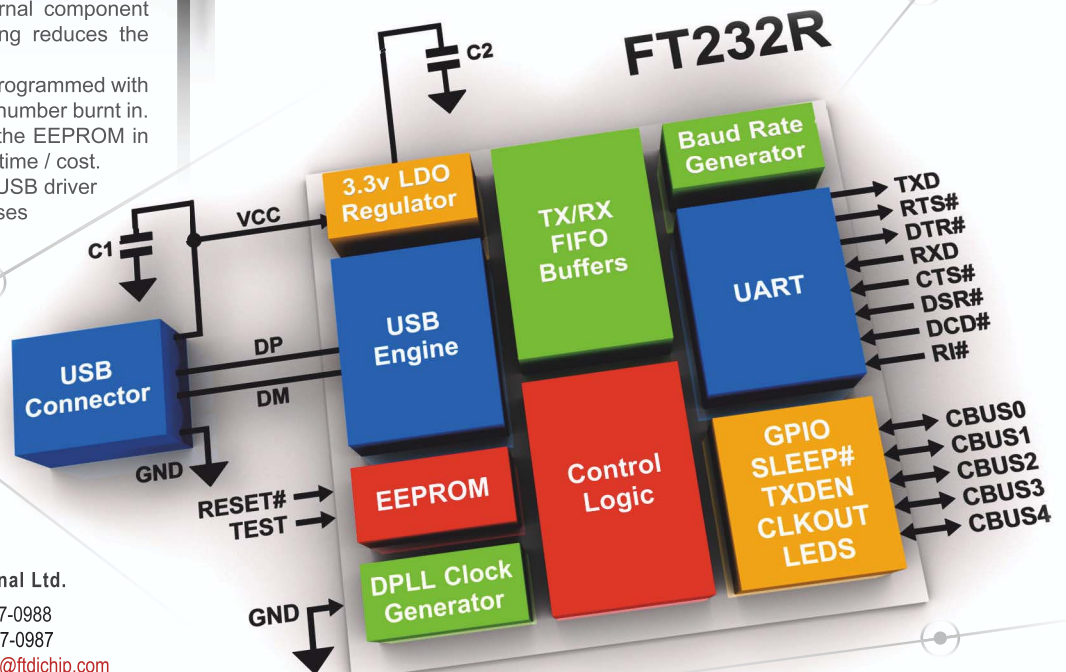 rnal component
ng reduces the
rogrammed with
number burnt in.
the EEPROM in
time / cost.
USB driver
ses
FT232R
C2
3.3v LDO
Regulator
TX/RX
FIFO
Buffers
Baud Rate
Generator
VCC
C1
USB
Connector
DP
DM
GND
USB
Engine
UART
TXD
RTS#
DTR#
RXD
CTS#
DSR#
DCD#
RI#
RESET#
TEST
EEPROM
Control
Logic
GPIO
SLEEP#
TXDEN
CLKOUT
LEDS
CBUS0
CBUS1
CBUS2
CBUS3
CBUS4
DPLL Clock
Generator
GND
nal Ltd.
7-0988
7-0987
@ftdichip.com